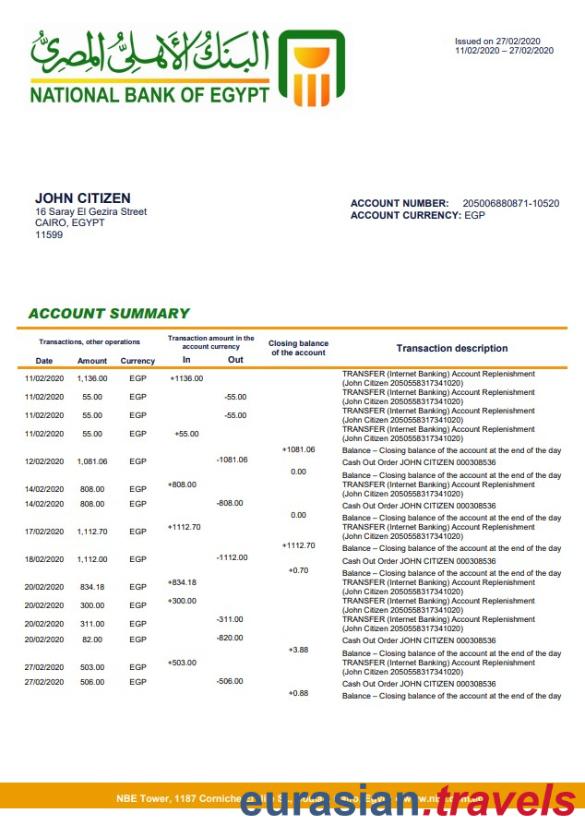 البنك الأهلي المصري
NATIONAL BANK OF EGYPT
Issued on 27/02/2020
11/02/2020 – 27/02/2020
JOHN CITIZEN
16 Saray El Gezira Street
CAIRO, EGYPT
11599
ACCOUNT NUMBER: 205006880871-10520
ACCOUNT CURRENCY: EGP
ACCOUNT SUMMARY
Transactions, other operations
Transaction amount in the
account currency
Closing balance
of the account
Transaction description
Date Amount Currency In Out
11/02/2020 1,136.00 EGP +1136.00 TRANSFER (Internet Banking) Account Replenishment
(John Citizen 2050558317341020)
11/02/2020 55.00 EGP -55.00 TRANSFER (Internet Banking) Account Replenishment
(John Citizen 2050558317341020)
11/02/2020 55.00 EGP -55.00 TRANSFER (Internet Banking) Account Replenishment
(John Citizen 2050558317341020)
11/02/2020 55.00 EGP +55.00 TRANSFER (Internet Banking) Account Replenishment
(John Citizen 2050558317341020)
+1081.06 Balance – Closing balance of the account at the end of the day
12/02/2020 1,081.06 EGP -1081.06 Cash Out Order JOHN CITIZEN 000308536
0.00 Balance – Closing balance of the account at the end of the day
14/02/2020 808.00 EGP +808.00 TRANSFER (Internet Banking) Account Replenishment
(John Citizen 2050558317341020)
14/02/2020 808.00 EGP -808.00 Cash Out Order JOHN CITIZEN 000308536
0.00 Balance – Closing balance of the account at the end of the day
17/02/2020 1,112.70 EGP +1112.70 TRANSFER (Internet Banking) Account Replenishment
(John Citizen 2050558317341020)
+1112.70 Balance – Closing balance of the account at the end of the day
18/02/2020 1,112.00 EGP -1112.00 Cash Out Order JOHN CITIZEN 000308536
+0.70 Balance – Closing balance of the account at the end of the day
20/02/2020 834.18 EGP +834.18 TRANSFER (Internet Banking) Account Replenishment
(John Citizen 2050558317341020)
20/02/2020 300.00 EGP +300.00 TRANSFER (Internet Banking) Account Replenishment
(John Citizen 2050558317341020)
20/02/2020 311.00 EGP -311.00 TRANSFER (Internet Banking) Account Replenishment
(John Citizen 2050558317341020)
20/02/2020 82.00 EGP -820.00 Cash Out Order JOHN CITIZEN 000308536
+3.88 Balance – Closing balance of the account at the end of the day
27/02/2020 503.00 EGP +503.00 TRANSFER (Internet Banking) Account Replenishment
(John Citizen 2050558317341020)
27/02/2020 506.00 EGP -506.00 Cash Out Order JOHN CITIZEN 000308536
+0.88 Balance – Closing balance of the account at the end of the day
NBE Tower, 1187 Corniche
eurasian.travels